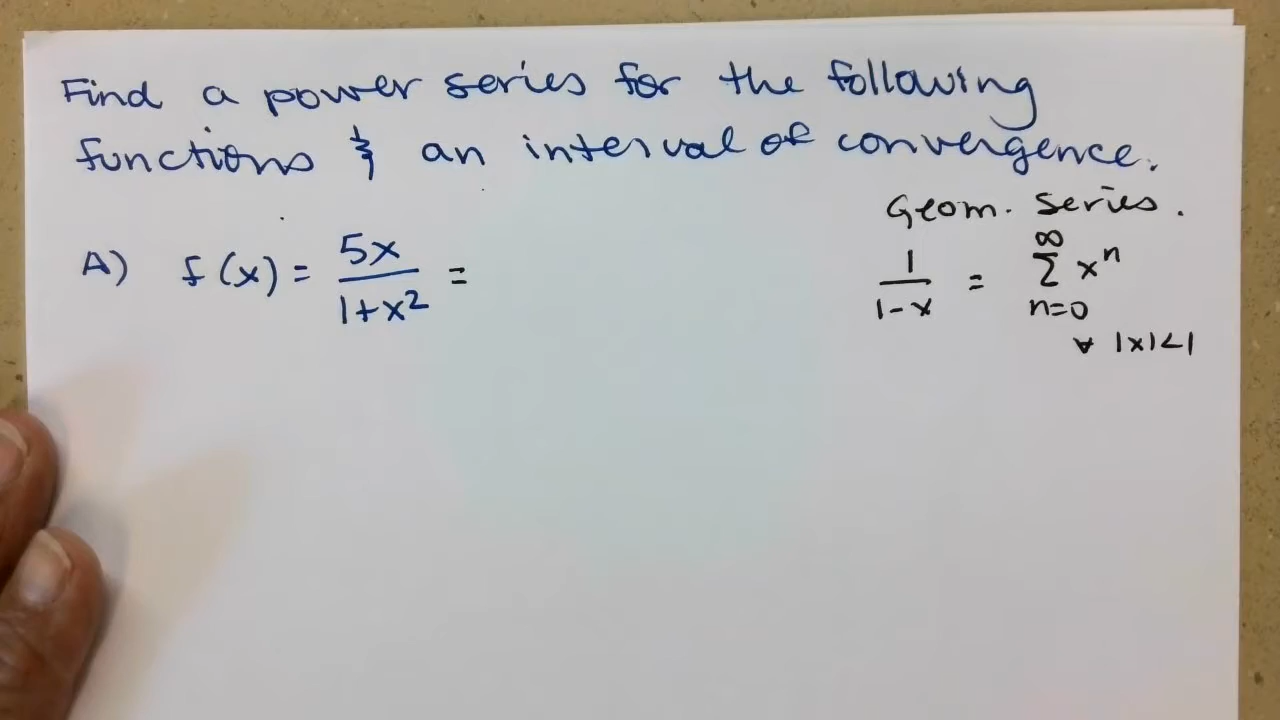 Find a power series for the following
functions & an interval of convergence.
Geom. series.
A) f(x) = 5x/(1+x²) =
1/(1-x) = ∑_{n=0}^{∞} xⁿ
∀ |x|<1